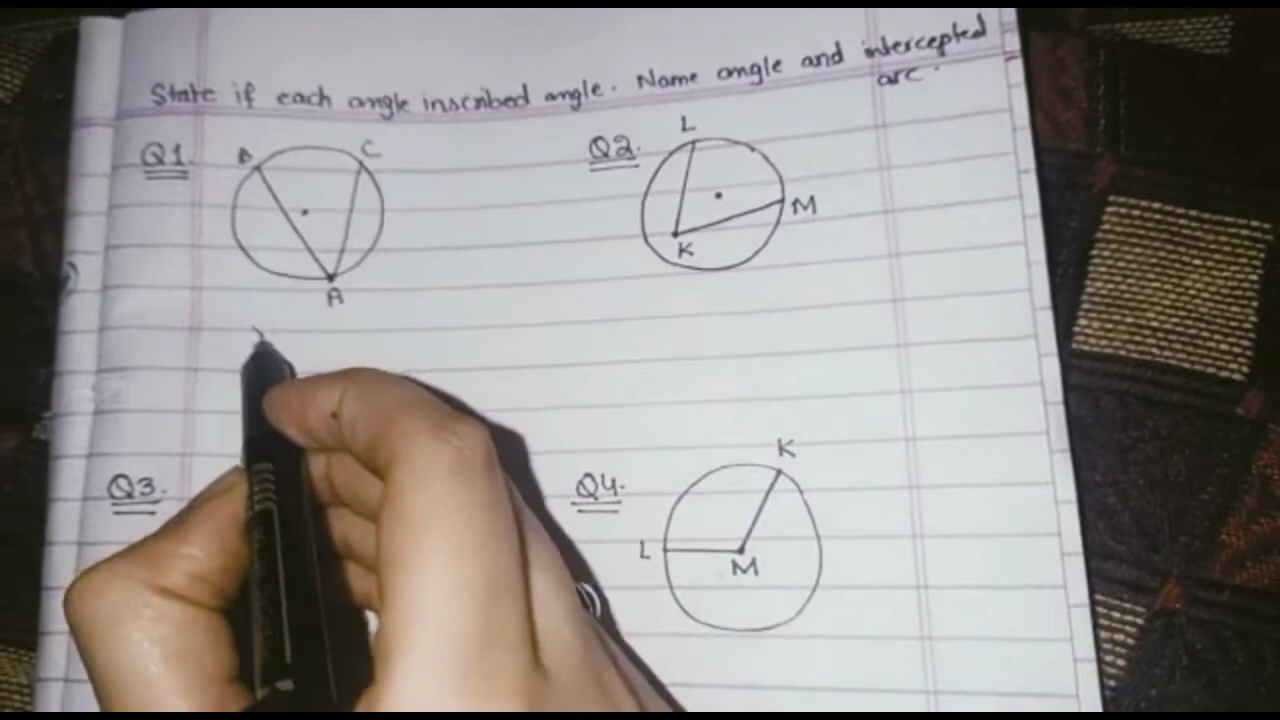 State if each angle inscribed angle. Name angle and intercepted
arc.
Q1.
B
C
A
Q2.
L
M
K
Q3.
Q4.
K
L
M